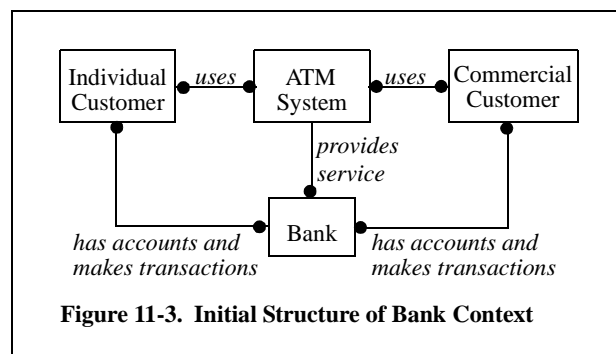 Individual
Customer
uses
ATM
System
uses
Commercial
Customer
provides
service
Bank
has accounts and
makes transactions
has accounts and
makes transactions
Figure 11-3. Initial Structure of Bank Context